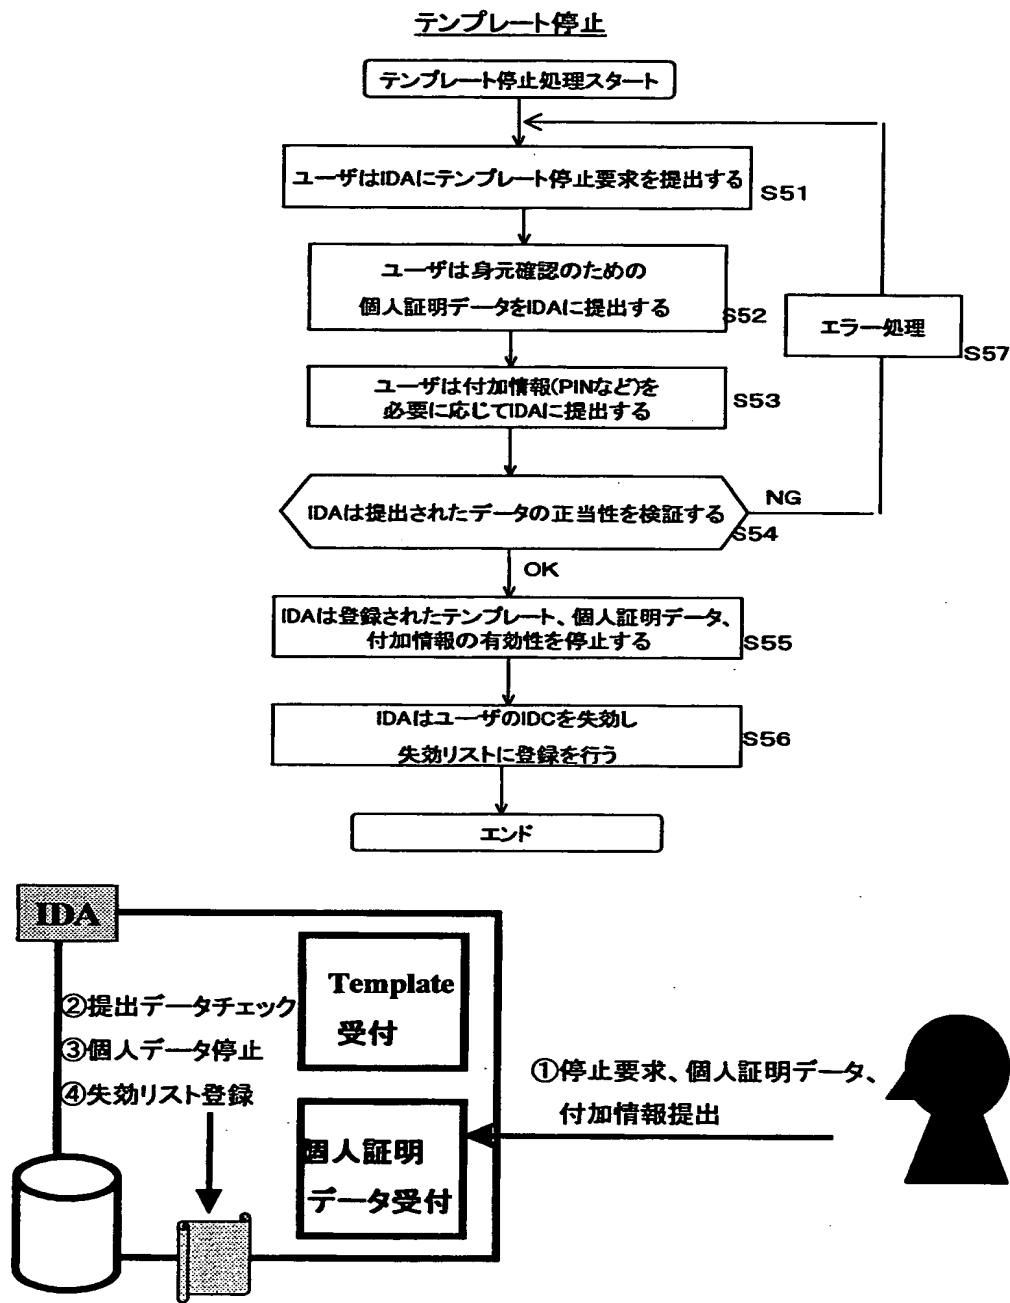 テンプレート停止
テンプレート停止処理スタート
ユーザはIDAにテンプレート停止要求を提出する
S51
ユーザは身元確認のための
個人証明データをIDAに提出する
S52
エラー処理
S57
ユーザは付加情報(PINなど)を
必要に応じてIDAに提出する
S53
IDAは提出されたデータの正当性を検証する
NG
S54
OK
IDAは登録されたテンプレート、個人証明データ、
付加情報の有効性を停止する
S55
IDAはユーザのIDCを失効し
失効リストに登録を行う
S56
エンド
IDA
Template
受付
②提出データチェック
③個人データ停止
④失効リスト登録
①停止要求、個人証明データ、
付加情報提出
個人証明
データ受付